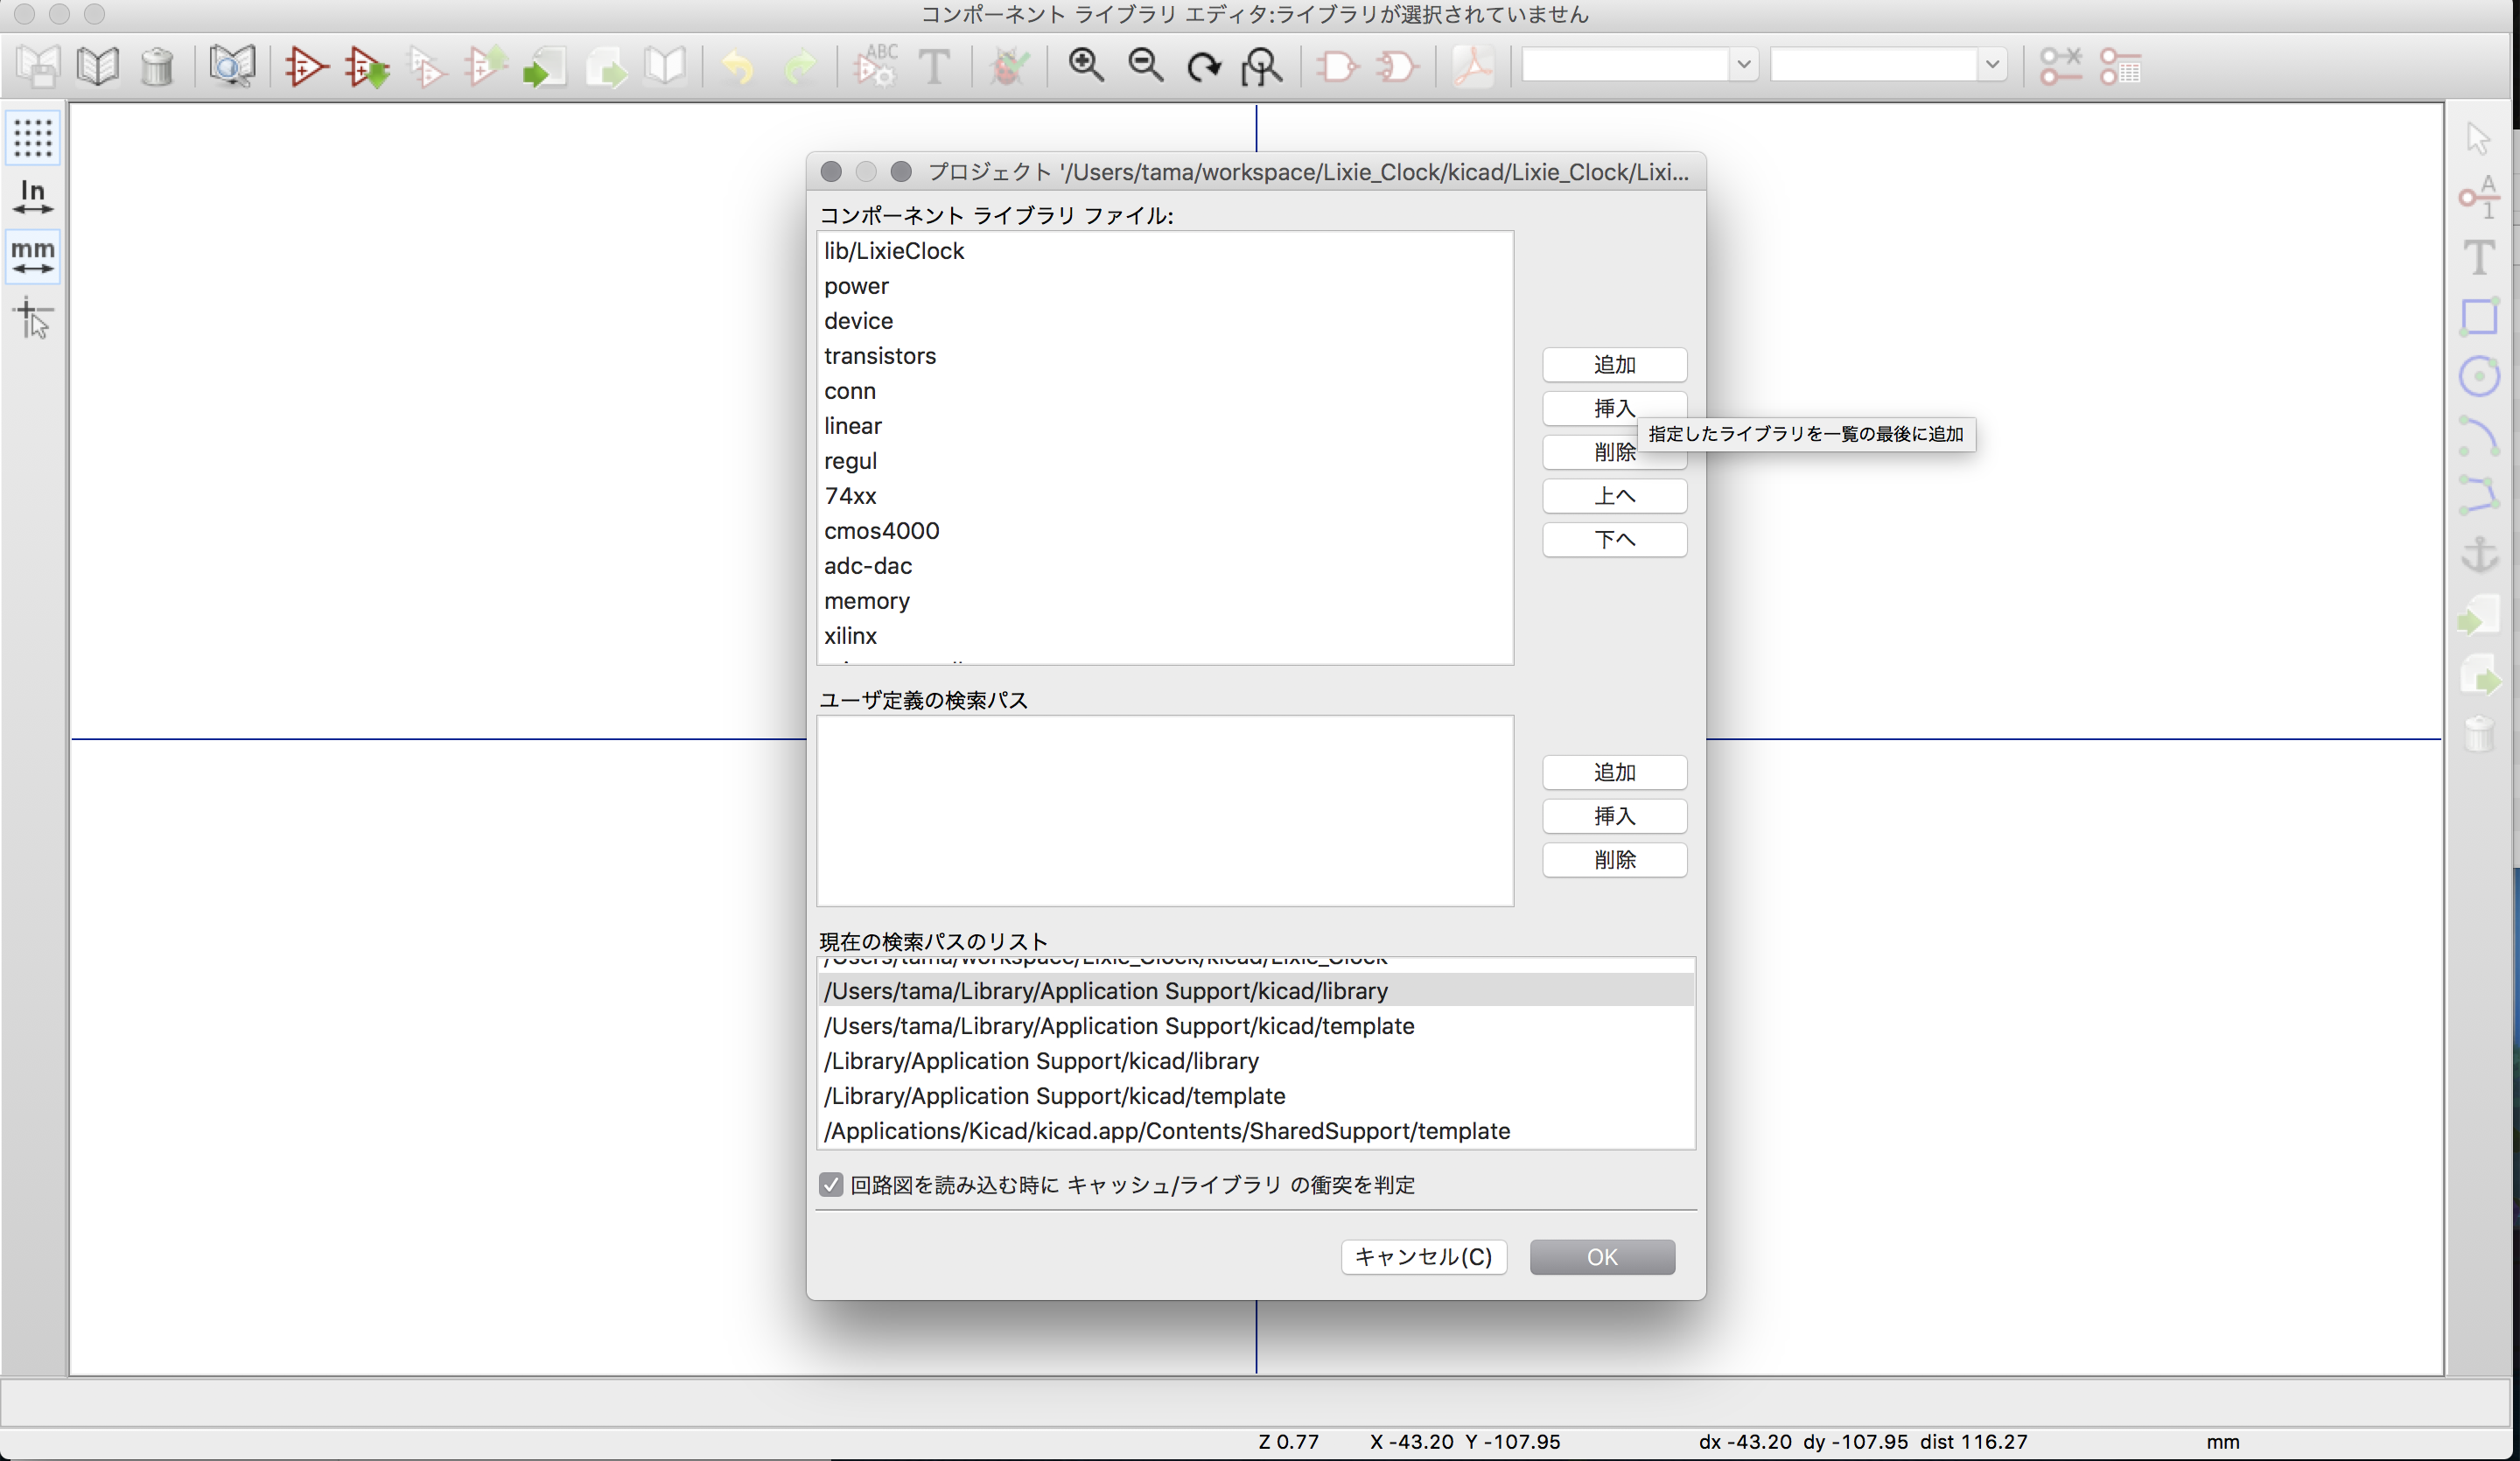 コンポーネント ライブラリ エディタ:ライブラリが選択されていません
ABC
T
In
mm
A
1
T
プロジェクト '/Users/tama/workspace/Lixie_Clock/kicad/Lixie_Clock/Lixi...
コンポーネント ライブラリ ファイル:
lib/LixieClock
power
device
transistors
conn
linear
regul
74xx
cmos4000
adc-dac
memory
xilinx
追加
挿入
指定したライブラリを一覧の最後に追加
削除
上へ
下へ
ユーザ定義の検索パス
追加
挿入
削除
現在の検索パスのリスト
/Users/tama/workspace/Lixie_Clock/kicad/Lixie_Clock
/Users/tama/Library/Application Support/kicad/library
/Users/tama/Library/Application Support/kicad/template
/Library/Application Support/kicad/library
/Library/Application Support/kicad/template
/Applications/Kicad/kicad.app/Contents/SharedSupport/template
回路図を読み込む時に キャッシュ/ライブラリ の衝突を判定
キャンセル(C)
OK
Z 0.77 X -43.20 Y -107.95 dx -43.20 dy -107.95 dist 116.27 mm